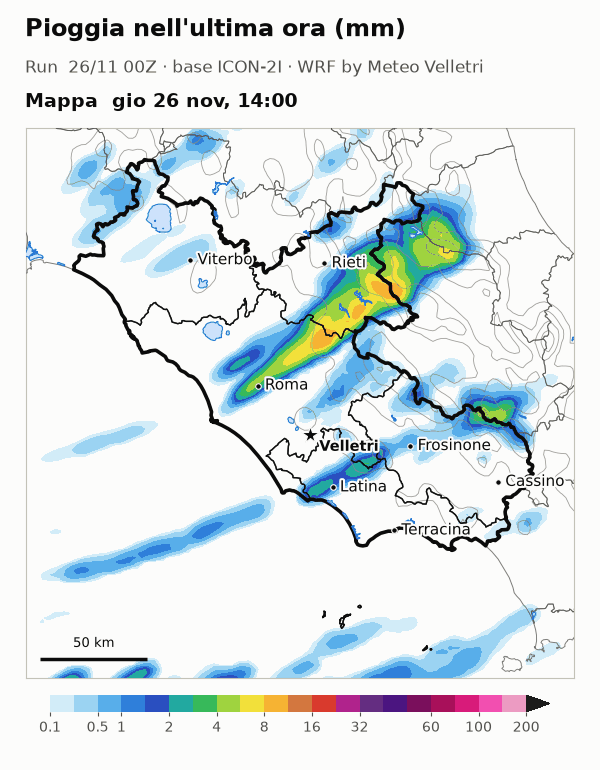 Pioggia nell'ultima ora (mm)
Run 26/11 00Z · base ICON-2I · WRF by Meteo Velletri
Mappa gio 26 nov, 14:00
Viterbo
Rieti
Roma
Velletri
Frosinone
Latina
Cassino
Terracina
50 km
0.1 0.5 1 2 4 8 16 32 60 100 200